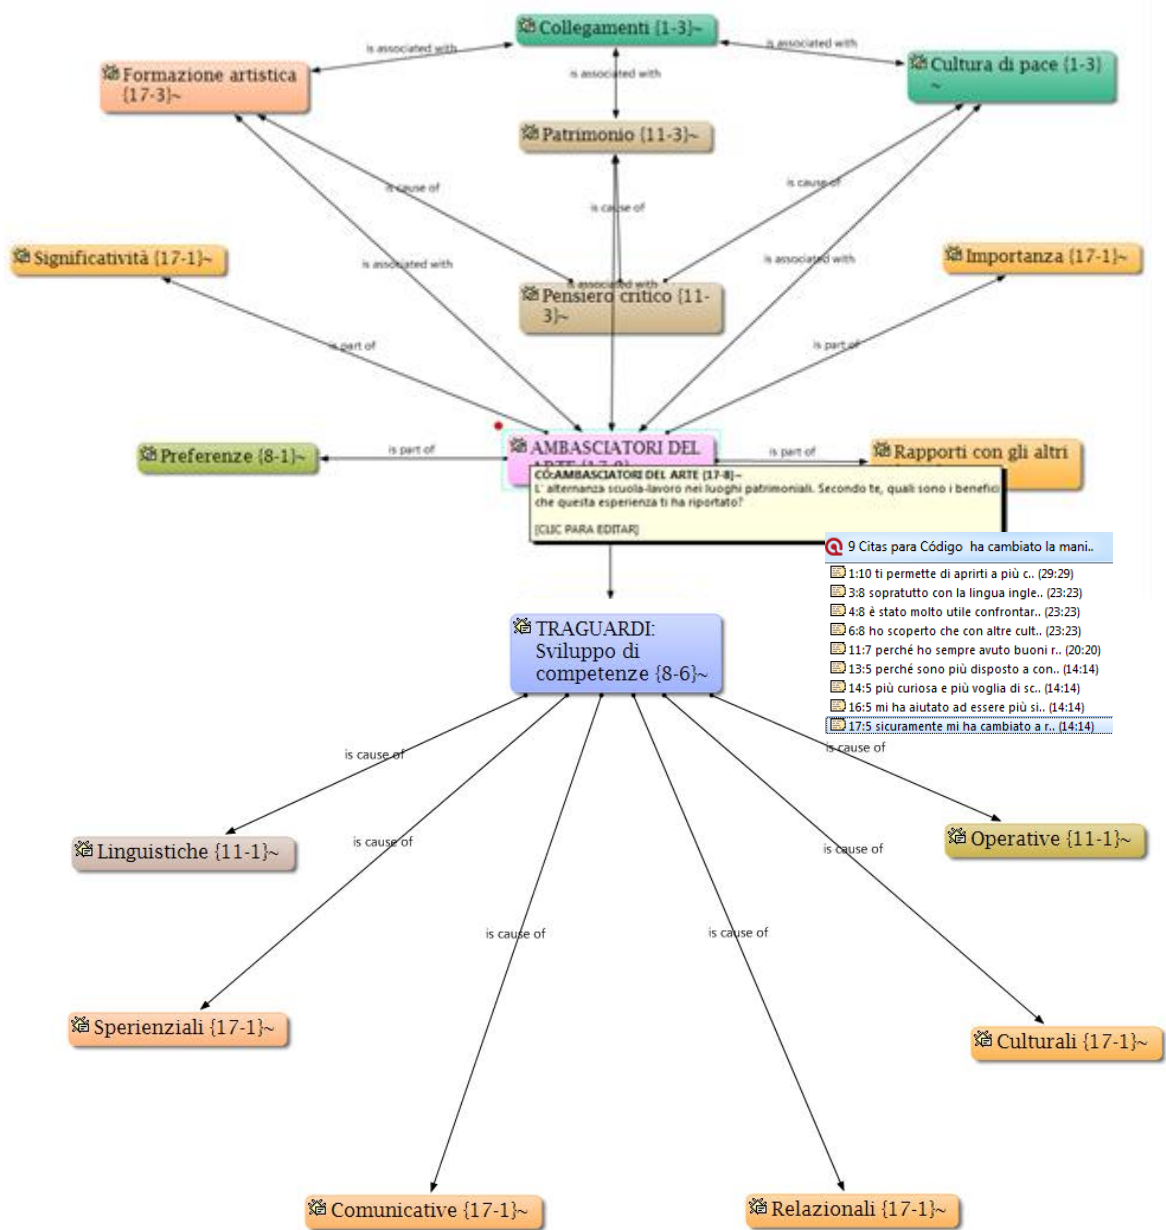 Collegamenti {1-3}~
is associated with
is associated with
Formazione artistica
{17-3}~
is associated with
Cultura di pace {1-3}
~
Patrimonio {11-3}~
is cause of
is cause of
is cause of
Significatività {17-1}~
Importanza {17-1}~
is associated with
is associated with
is associated with
Pensiero critico {11-
3}~
is part of
is part of
AMBASCIATORI DEL
ARTE {17-8}~
Preferenze {8-1}~
is part of
is part of
Rapporti con gli altri
CO:AMBASCIATORI DEL ARTE {17-8}~
L' alternanza scuola-lavoro nei luoghi patrimoniali. Secondo te, quali sono i benefici
che questa esperienza ti ha riportato?
[CLIC PARA EDITAR]
9 Citas para Código ha cambiato la mani..
1:10 ti permette di aprirti a più c.. (29:29)
3:8 sopratutto con la lingua ingle.. (23:23)
4:8 è stato molto utile confrontar.. (23:23)
6:8 ho scoperto che con altre cult.. (23:23)
11:7 perché ho sempre avuto buoni r.. (20:20)
13:5 perché sono più disposto a con.. (14:14)
14:5 più curiosa e più voglia di sc.. (14:14)
16:5 mi ha aiutato ad essere più si.. (14:14)
17:5 sicuramente mi ha cambiato a r.. (14:14)
TRAGUARDI:
Sviluppo di
competenze {8-6}~
is cause of
is cause of
is cause of
is cause of
is cause of
is cause of
Linguistiche {11-1}~
Operative {11-1}~
Sperienziali {17-1}~
Culturali {17-1}~
Comunicative {17-1}~
Relazionali {17-1}~